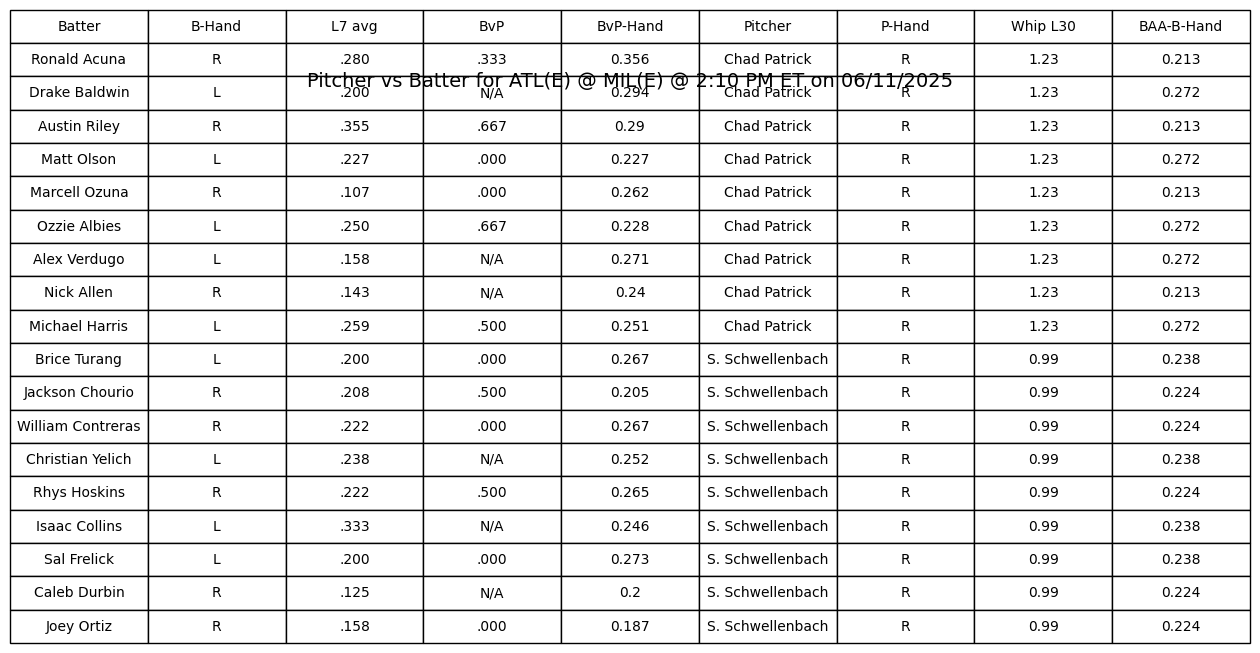 Batter B-Hand L7 avg BvP BvP-Hand Pitcher P-Hand Whip L30 BAA-B-Hand
Ronald Acuna R .280 .333 0.356 Chad Patrick R 1.23 0.213
Pitcher vs Batter for ATL(E) @ MIL(E) @ 2:10 PM ET on 06/11/2025
Drake Baldwin L .200 N/A 0.294 Chad Patrick R 1.23 0.272
Austin Riley R .355 .667 0.29 Chad Patrick R 1.23 0.213
Matt Olson L .227 .000 0.227 Chad Patrick R 1.23 0.272
Marcell Ozuna R .107 .000 0.262 Chad Patrick R 1.23 0.213
Ozzie Albies L .250 .667 0.228 Chad Patrick R 1.23 0.272
Alex Verdugo L .158 N/A 0.271 Chad Patrick R 1.23 0.272
Nick Allen R .143 N/A 0.24 Chad Patrick R 1.23 0.213
Michael Harris L .259 .500 0.251 Chad Patrick R 1.23 0.272
Brice Turang L .200 .000 0.267 S. Schwellenbach R 0.99 0.238
Jackson Chourio R .208 .500 0.205 S. Schwellenbach R 0.99 0.224
William Contreras R .222 .000 0.267 S. Schwellenbach R 0.99 0.224
Christian Yelich L .238 N/A 0.252 S. Schwellenbach R 0.99 0.238
Rhys Hoskins R .222 .500 0.265 S. Schwellenbach R 0.99 0.224
Isaac Collins L .333 N/A 0.246 S. Schwellenbach R 0.99 0.238
Sal Frelick L .200 .000 0.273 S. Schwellenbach R 0.99 0.238
Caleb Durbin R .125 N/A 0.2 S. Schwellenbach R 0.99 0.224
Joey Ortiz R .158 .000 0.187 S. Schwellenbach R 0.99 0.224